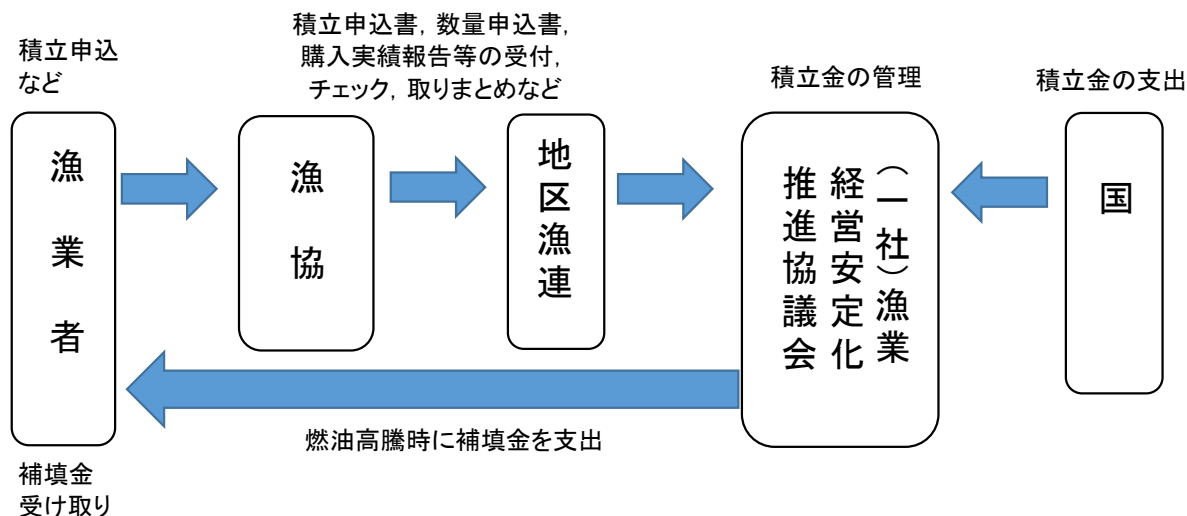 積立申込
など
漁業者
補填金
受け取り
積立申込書，数量申込書，
購入実績報告等の受付，
チェック，取りまとめなど
漁協
地区漁連
積立金の管理
（一社）漁業
経営安定化
推進協議会
積立金の支出
国
燃油高騰時に補填金を支出